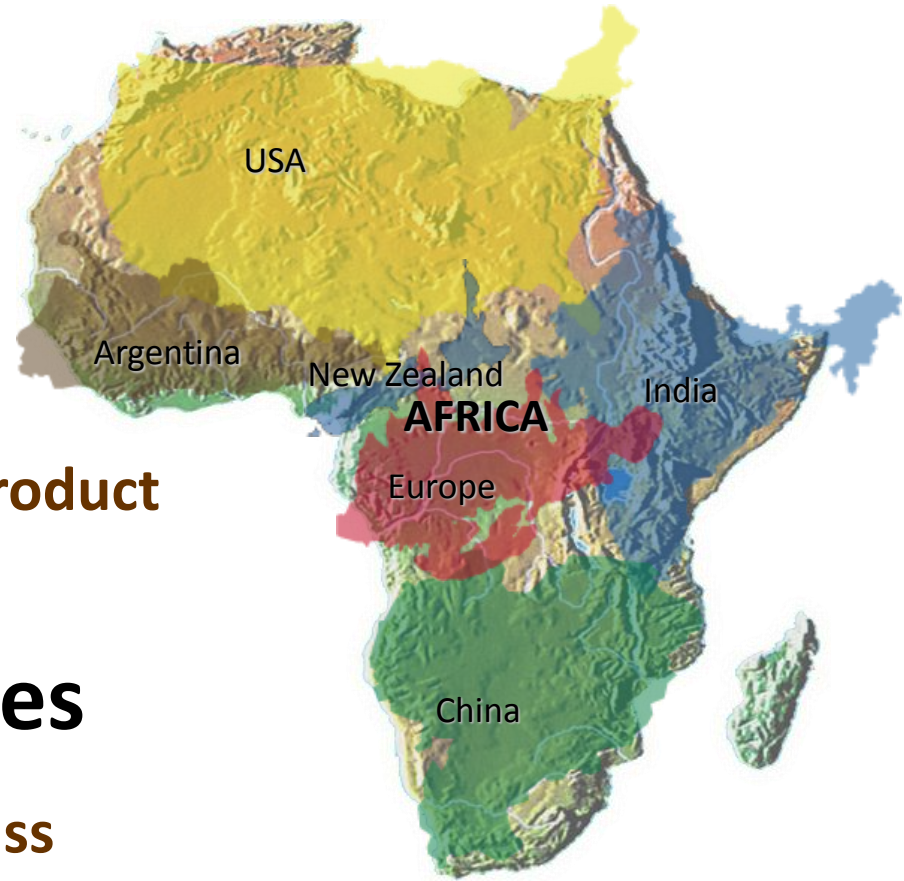 USA
Argentina
New Zealand
India
AFRICA
Europe
roduct
es
China
ss